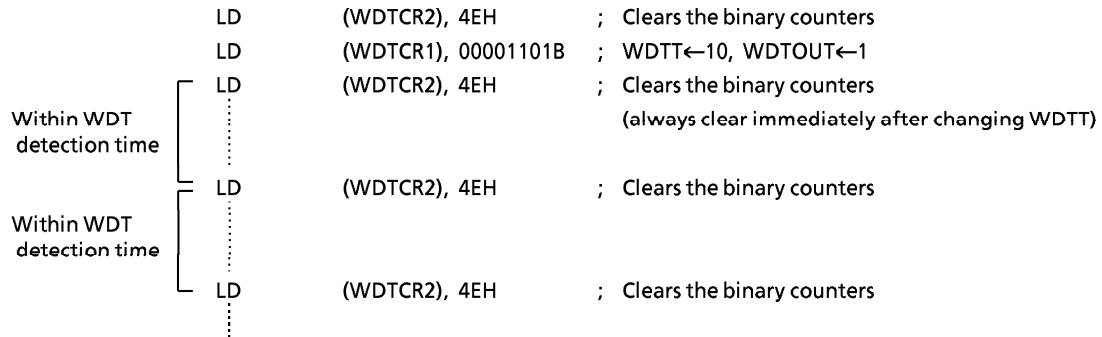 LD (WDTCR2), 4EH ; Clears the binary counters
LD (WDTCR1), 00001101B ; WDTT←10, WDTOUT←1
LD (WDTCR2), 4EH ; Clears the binary counters
(always clear immediately after changing WDTT)
Within WDT
detection time
LD (WDTCR2), 4EH ; Clears the binary counters
Within WDT
detection time
LD (WDTCR2), 4EH ; Clears the binary counters